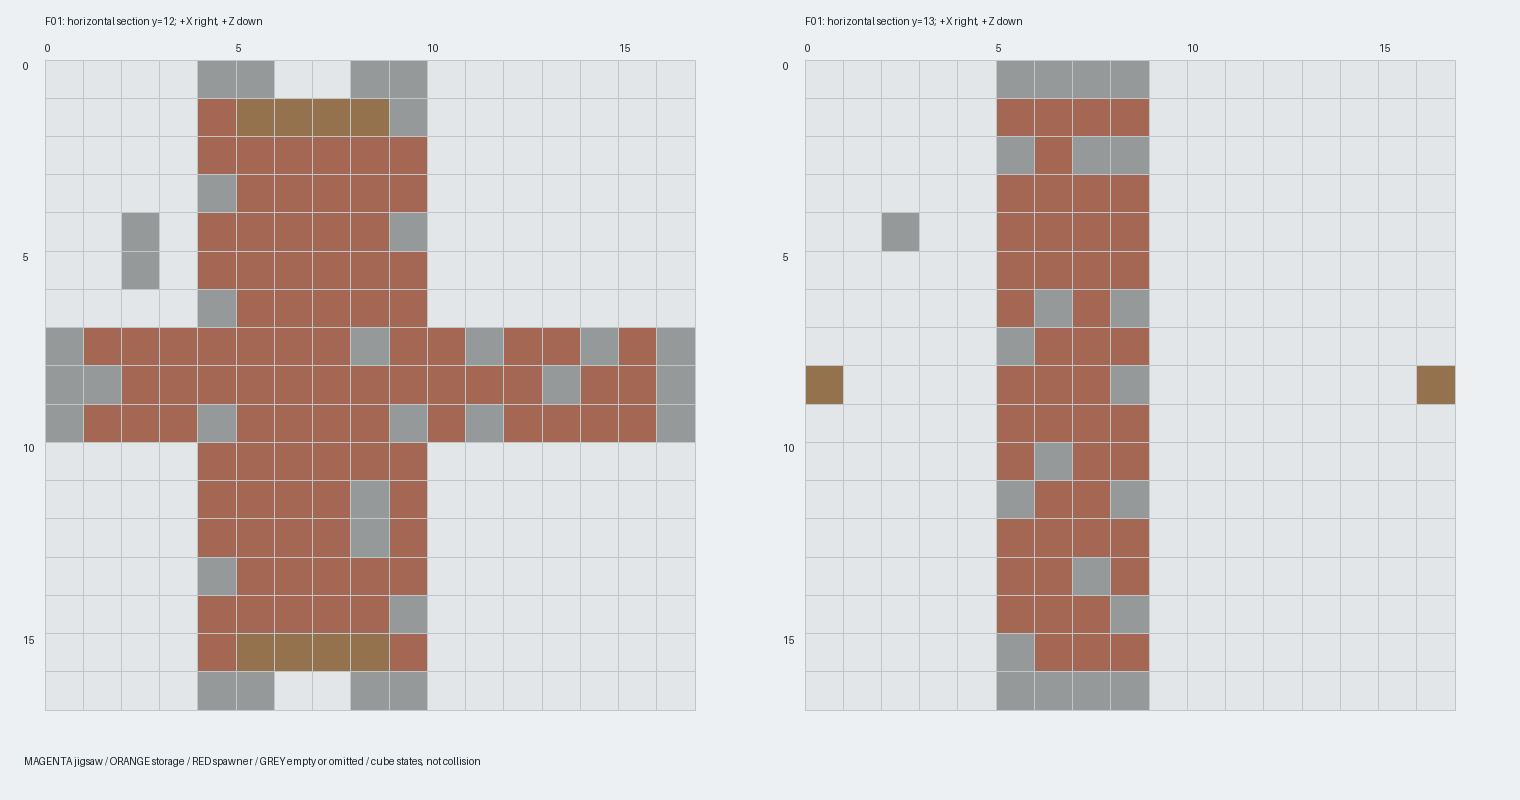 F01: horizontal section y=12; +X right, +Z down
F01: horizontal section y=13; +X right, +Z down
0 5 10 15
0 5 10 15
0 0
5 5
10 10
15 15
MAGENTA jigsaw / ORANGE storage / RED spawner / GREY empty or omitted / cube states, not collision